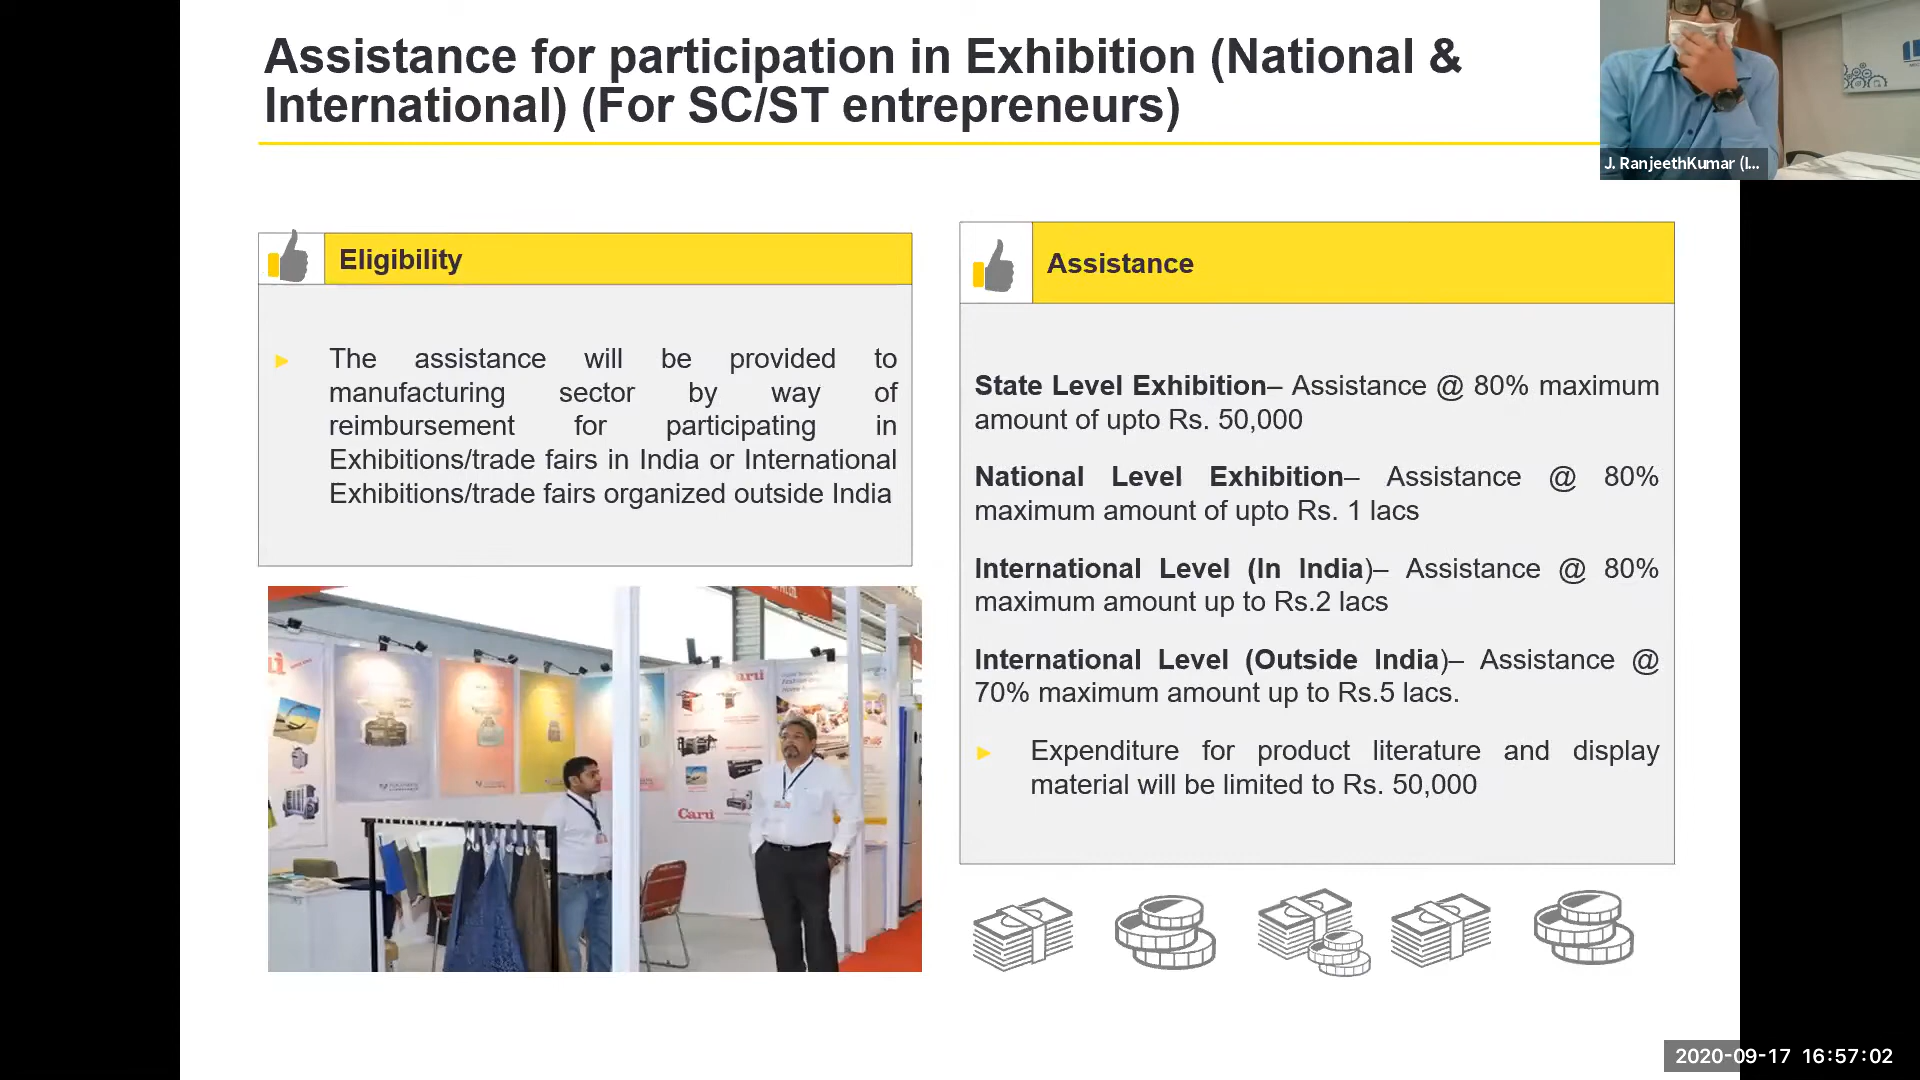 Assistance for participation in Exhibition (National &
International) (For SC/ST entrepreneurs)
J. RanjeethKumar (I...
Eligibility
► The assistance will be provided to
manufacturing sector by way of
reimbursement for participating in
Exhibitions/trade fairs in India or International
Exhibitions/trade fairs organized outside India
Assistance
State Level Exhibition– Assistance @ 80% maximum
amount of upto Rs. 50,000
National Level Exhibition– Assistance @ 80%
maximum amount of upto Rs. 1 lacs
International Level (In India)– Assistance @ 80%
maximum amount up to Rs.2 lacs
International Level (Outside India)– Assistance @
70% maximum amount up to Rs.5 lacs.
► Expenditure for product literature and display
material will be limited to Rs. 50,000
Caru
2020-09-17 16:57:02